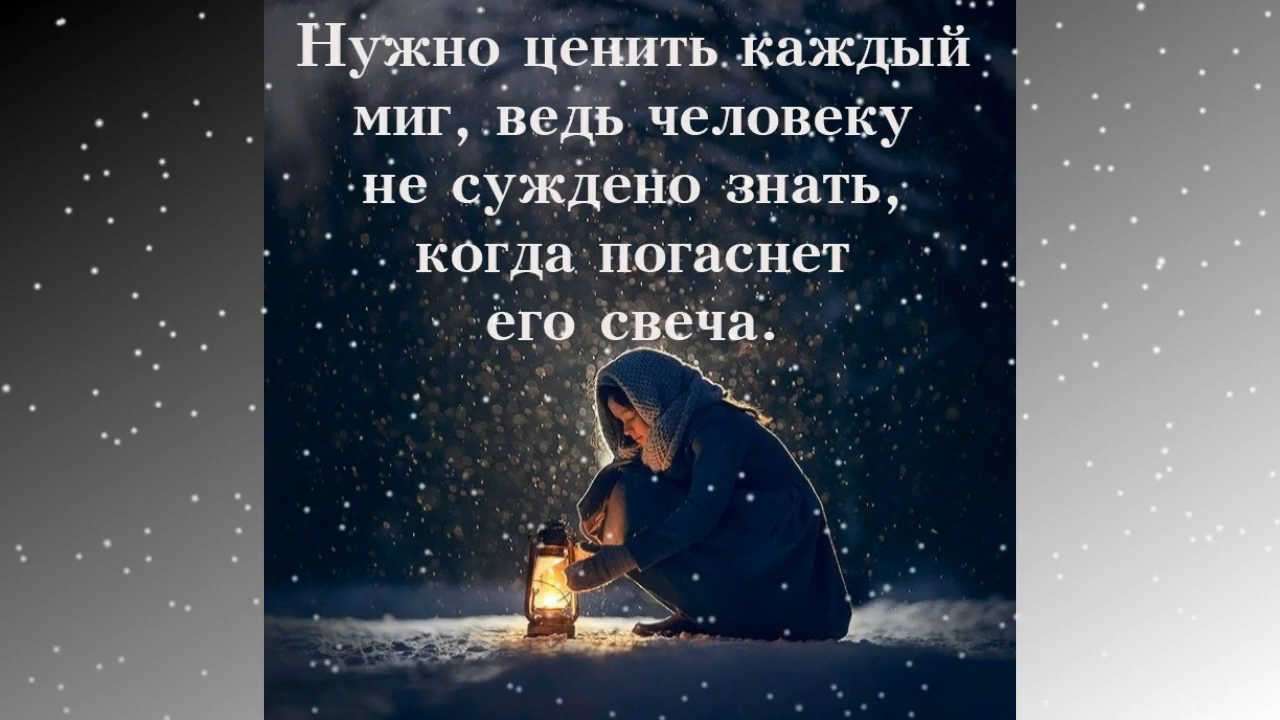 Нужно ценить каждый
миг, ведь человеку
не суждено знать,
когда погаснет
его свеча.